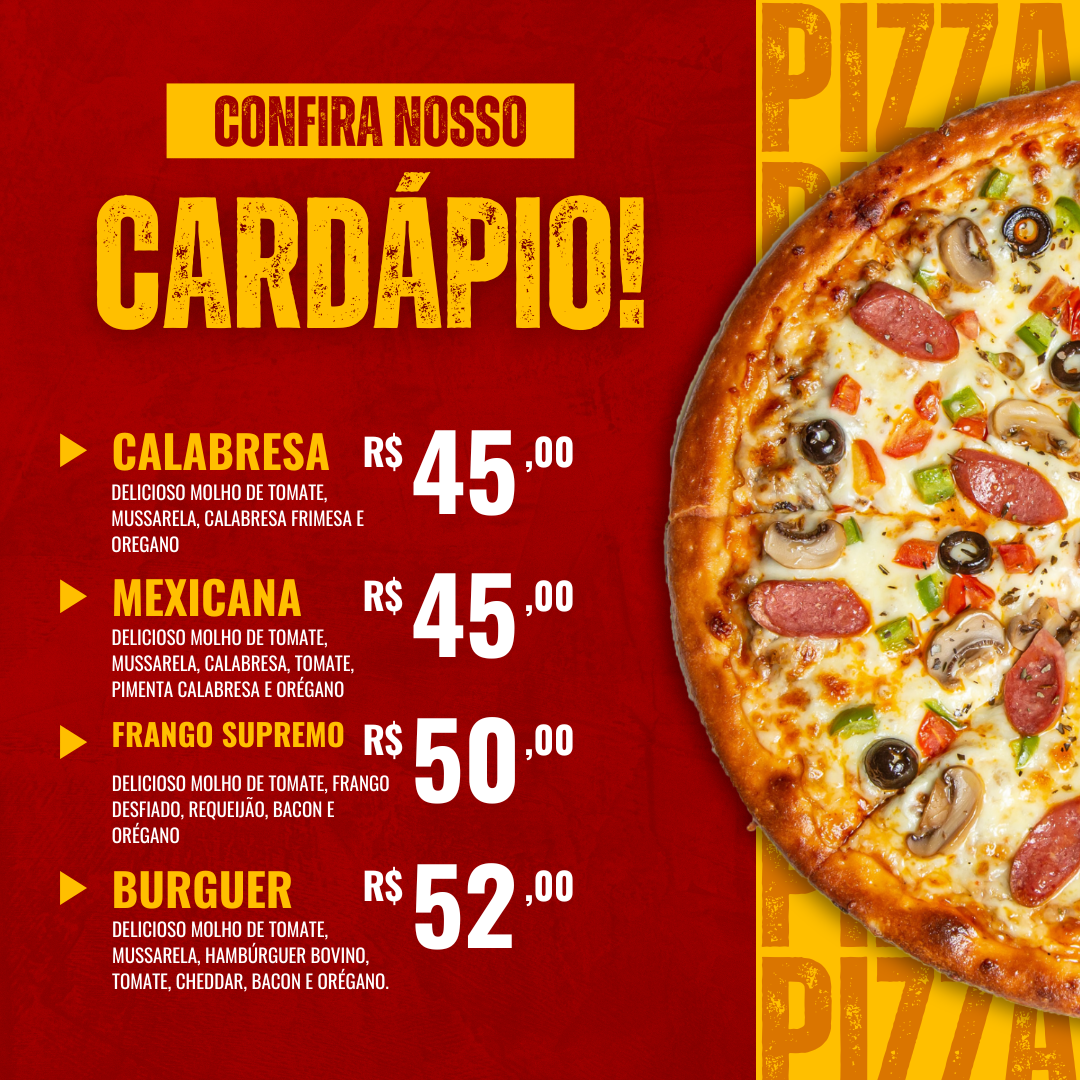 PIZZA
CONFIRA NOSSO
CARDÁPIO!
CALABRESA R$ 45,00
DELICIOSO MOLHO DE TOMATE,
MUSSARELA, CALABRESA FRIMESA E
OREGANO
MEXICANA R$ 45,00
DELICIOSO MOLHO DE TOMATE,
MUSSARELA, CALABRESA, TOMATE,
PIMENTA CALABRESA E ORÉGANO
FRANGO SUPREMO R$ 50,00
DELICIOSO MOLHO DE TOMATE, FRANGO
DESFIADO, REQUEIJÃO, BACON E
ORÉGANO
BURGUER R$ 52,00
DELICIOSO MOLHO DE TOMATE,
MUSSARELA, HAMBÚRGUER BOVINO,
TOMATE, CHEDDAR, BACON E ORÉGANO.
PIZZA